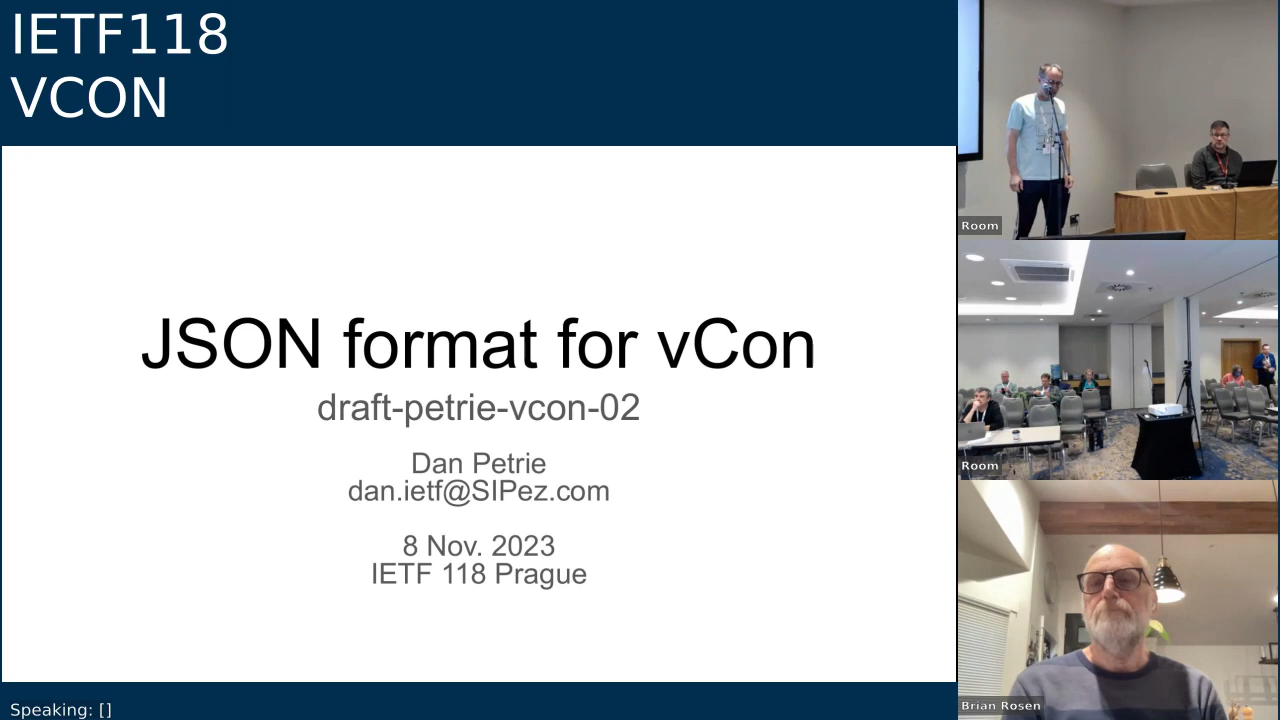 IETF118
VCON
JSON format for vCon
draft-petrie-vcon-02
Dan Petrie
dan.ietf@SIPez.com
8 Nov. 2023
IETF 118 Prague
Speaking: []
Room
Room
Brian Rosen